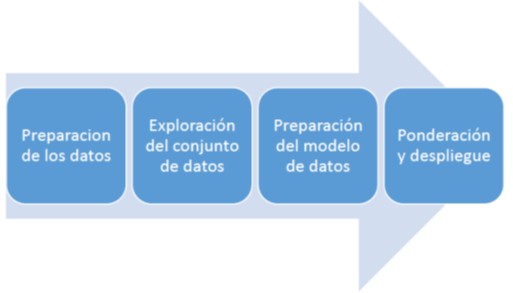 Preparacion
de los datos
Exploración
del conjunto
de datos
Preparación
del modelo
de datos
Ponderación
y despliegue